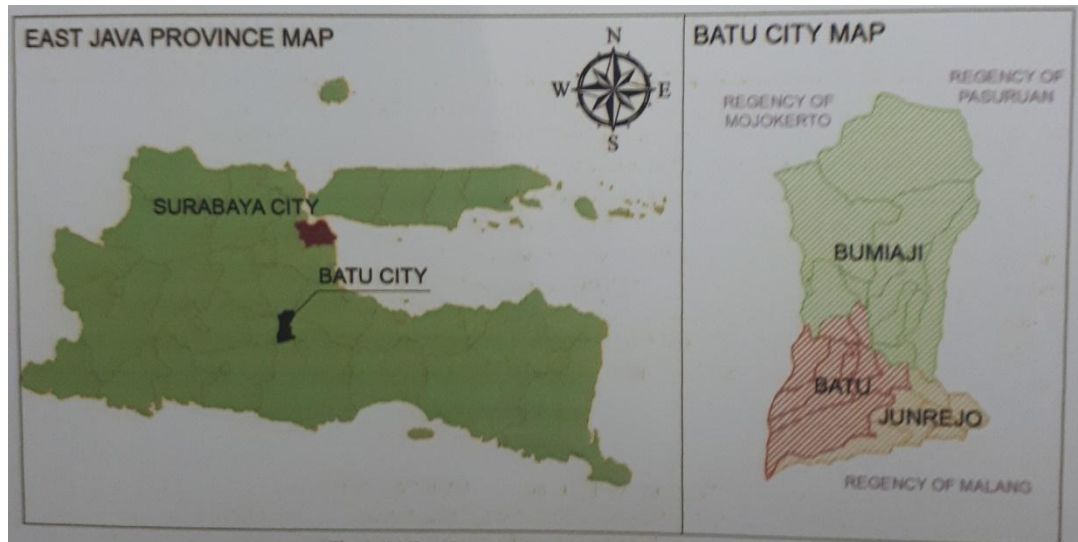 EAST JAVA PROVINCE MAP
N
W
E
S
SURABAYA CITY
BATU CITY
BATU CITY MAP
REGENCY OF
PASURUAN
REGENCY OF
MOJOKERTO
BUMIAJI
BATU
JUNREJO
REGENCY OF MALANG